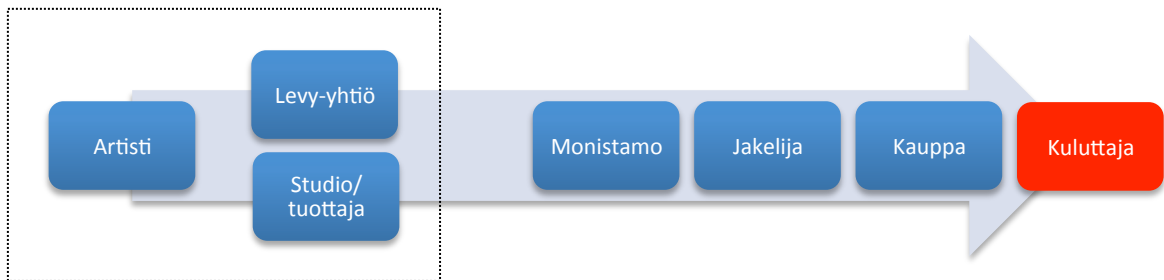 Artisti
Levy-yhtiö
Studio/
tuottaja
Monistamo
Jakelija
Kauppa
Kuluttaja